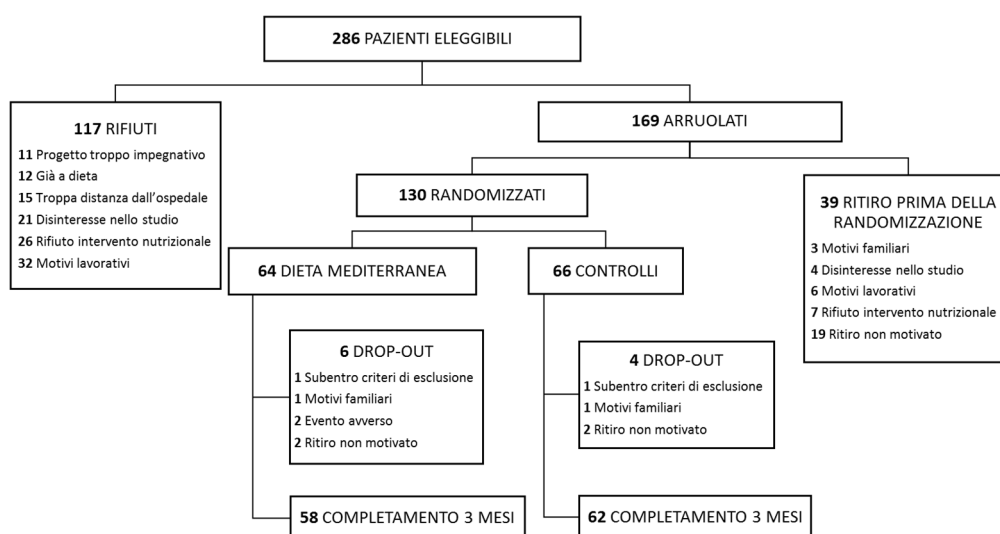 286 PAZIENTI ELEGGIBILI
117 RIFIUTI
11 Progetto troppo impegnativo
12 Già a dieta
15 Troppa distanza dall'ospedale
21 Disinteresse nello studio
26 Rifiuto intervento nutrizionale
32 Motivi lavorativi
169 ARRUOLATI
130 RANDOMIZZATI
39 RITIRO PRIMA DELLA
RANDOMIZZAZIONE
3 Motivi familiari
4 Disinteresse nello studio
6 Motivi lavorativi
7 Rifiuto intervento nutrizionale
19 Ritiro non motivato
64 DIETA MEDITERRANEA
66 CONTROLLI
6 DROP-OUT
1 Subentro criteri di esclusione
1 Motivi familiari
2 Evento avverso
2 Ritiro non motivato
4 DROP-OUT
1 Subentro criteri di esclusione
1 Motivi familiari
2 Ritiro non motivato
58 COMPLETAMENTO 3 MESI
62 COMPLETAMENTO 3 MESI